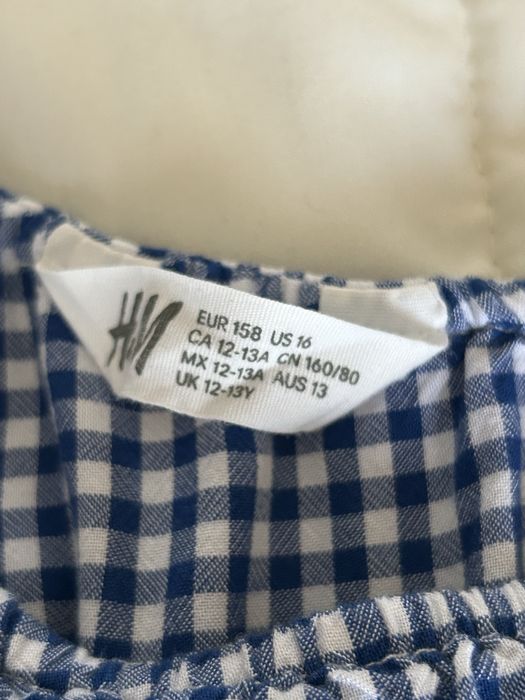 H&M
EUR 158 US 16
CA 12-13A CN 160/80
MX 12-13A AUS 13
UK 12-13Y